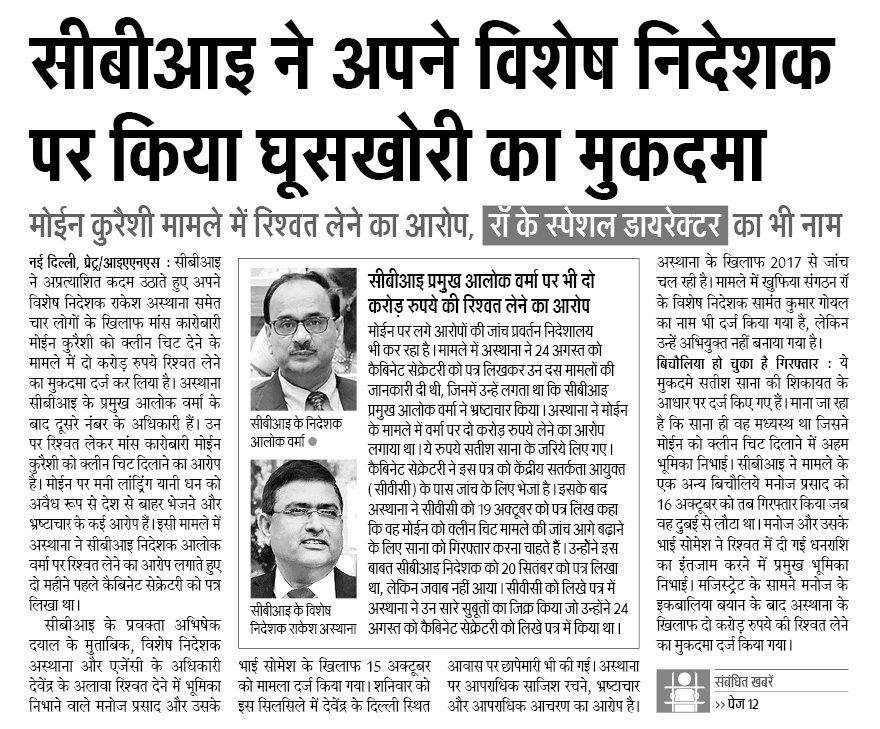 सीबीआइ ने अपने विशेष निदेशक
पर किया घूसखोरी का मुकदमा
मोईन कुरैशी मामले में रिश्वत लेने का आरोप, रॉ के स्पेशल डायरेक्टर का भी नाम
नई दिल्ली, प्रेट्र/आइएएनएस : सीबीआइ
ने अप्रत्याशित कदम उठाते हुए अपने
विशेष निदेशक राकेश अस्थाना समेत
चार लोगों के खिलाफ मांस कारोबारी
मोईन कुरैशी को क्लीन चिट देने के
मामले में दो करोड़ रुपये रिश्वत लेने
का मुकदमा दर्ज कर लिया है। अस्थाना
सीबीआइ के प्रमुख आलोक वर्मा के
बाद दूसरे नंबर के अधिकारी हैं। उन
पर रिश्वत लेकर मांस कारोबारी मोईन
कुरैशी को क्लीन चिट दिलाने का आरोप
है। मोईन पर मनी लांड्रिंग यानी धन को
अवैध रूप से देश से बाहर भेजने और
भ्रष्टाचार के कई आरोप हैं। इसी मामले में
अस्थाना ने सीबीआइ निदेशक आलोक
वर्मा पर रिश्वत लेने का आरोप लगाते हुए
दो महीने पहले कैबिनेट सेक्रेटरी को पत्र
लिखा था।
सीबीआइ के प्रवक्ता अभिषेक
दयाल के मुताबिक, विशेष निदेशक
अस्थाना और एजेंसी के अधिकारी
देवेंद्र के अलावा रिश्वत देने में भूमिका
निभाने वाले मनोज प्रसाद और उसके
भाई सोमेश के खिलाफ 15 अक्टूबर
को मामला दर्ज किया गया। शनिवार को
इस सिलसिले में देवेंद्र के दिल्ली स्थित
आवास पर छापेमारी भी की गई। अस्थाना
पर आपराधिक साजिश रचने, भ्रष्टाचार
और आपराधिक आचरण का आरोप है।
सीबीआइ के निदेशक
आलोक वर्मा
सीबीआइ के विशेष
निदेशक राकेश अस्थाना
सीबीआइ प्रमुख आलोक वर्मा पर भी दो
करोड़ रुपये की रिश्वत लेने का आरोप
मोईन पर लगे आरोपों की जांच प्रवर्तन निदेशालय
भी कर रहा है। मामले में अस्थाना ने 24 अगस्त को
कैबिनेट सेक्रेटरी को पत्र लिखकर उन दस मामलों की
जानकारी दी थी, जिनमें उन्हें लगता था कि सीबीआइ
प्रमुख आलोक वर्मा ने भ्रष्टाचार किया। अस्थाना ने मोईन
के मामले में वर्मा पर दो करोड़ रुपये लेने का आरोप
लगाया था। ये रुपये सतीश साना के जरिये लिए गए।
कैबिनेट सेक्रेटरी ने इस पत्र को केंद्रीय सतर्कता आयुक्त
(सीवीसी) के पास जांच के लिए भेजा है। इसके बाद
अस्थाना ने सीवीसी को 19 अक्टूबर को पत्र लिख कहा
कि वह मोईन को क्लीन चिट मामले की जांच आगे बढ़ाने
के लिए साना को गिरफ्तार करना चाहते हैं। उन्होंने इस
बाबत सीबीआइ निदेशक को 20 सितंबर को पत्र लिखा
था, लेकिन जवाब नहीं आया। सीवीसी को लिखे पत्र में
अस्थाना ने उन सारे सुबूतों का जिक्र किया जो उन्होंने 24
अगस्त को कैबिनेट सेक्रेटरी को लिखे पत्र में किया था।
अस्थाना के खिलाफ 2017 से जांच
चल रही है। मामले में खुफिया संगठन रॉ
के विशेष निदेशक सामंत कुमार गोयल
का नाम भी दर्ज किया गया है, लेकिन
उन्हें अभियुक्त नहीं बनाया गया है।
बिचौलिया हो चुका है गिरफ्तार : ये
मुकदमे सतीश साना की शिकायत के
आधार पर दर्ज किए गए हैं। माना जा रहा
है कि साना ही वह मध्यस्थ था जिसने
मोईन को क्लीन चिट दिलाने में अहम
भूमिका निभाई। सीबीआइ ने मामले के
एक अन्य बिचौलिये मनोज प्रसाद को
16 अक्टूबर को तब गिरफ्तार किया जब
वह दुबई से लौटा था। मनोज और उसके
भाई सोमेश ने रिश्वत में दी गई धनराशि
का इंतजाम करने में प्रमुख भूमिका
निभाई। मजिस्ट्रेट के सामने मनोज के
इकबालिया बयान के बाद अस्थाना के
खिलाफ दो करोड़ रुपये की रिश्वत लेने
का मुकदमा दर्ज किया गया।
संबंधित खबरें
>> पेज 12